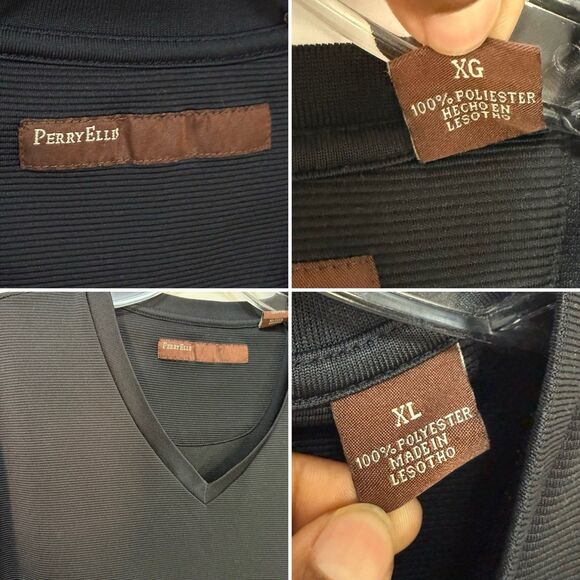 PERRY ELLIS
XG
100% POLIESTER
HECHO EN
LESOTHO
PERRY ELLIS
XL
100% POLYESTER
MADE IN
LESOTHO